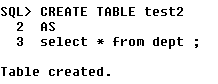 SQL> CREATE TABLE test2
2 AS
3 select * from dept ;
Table created.